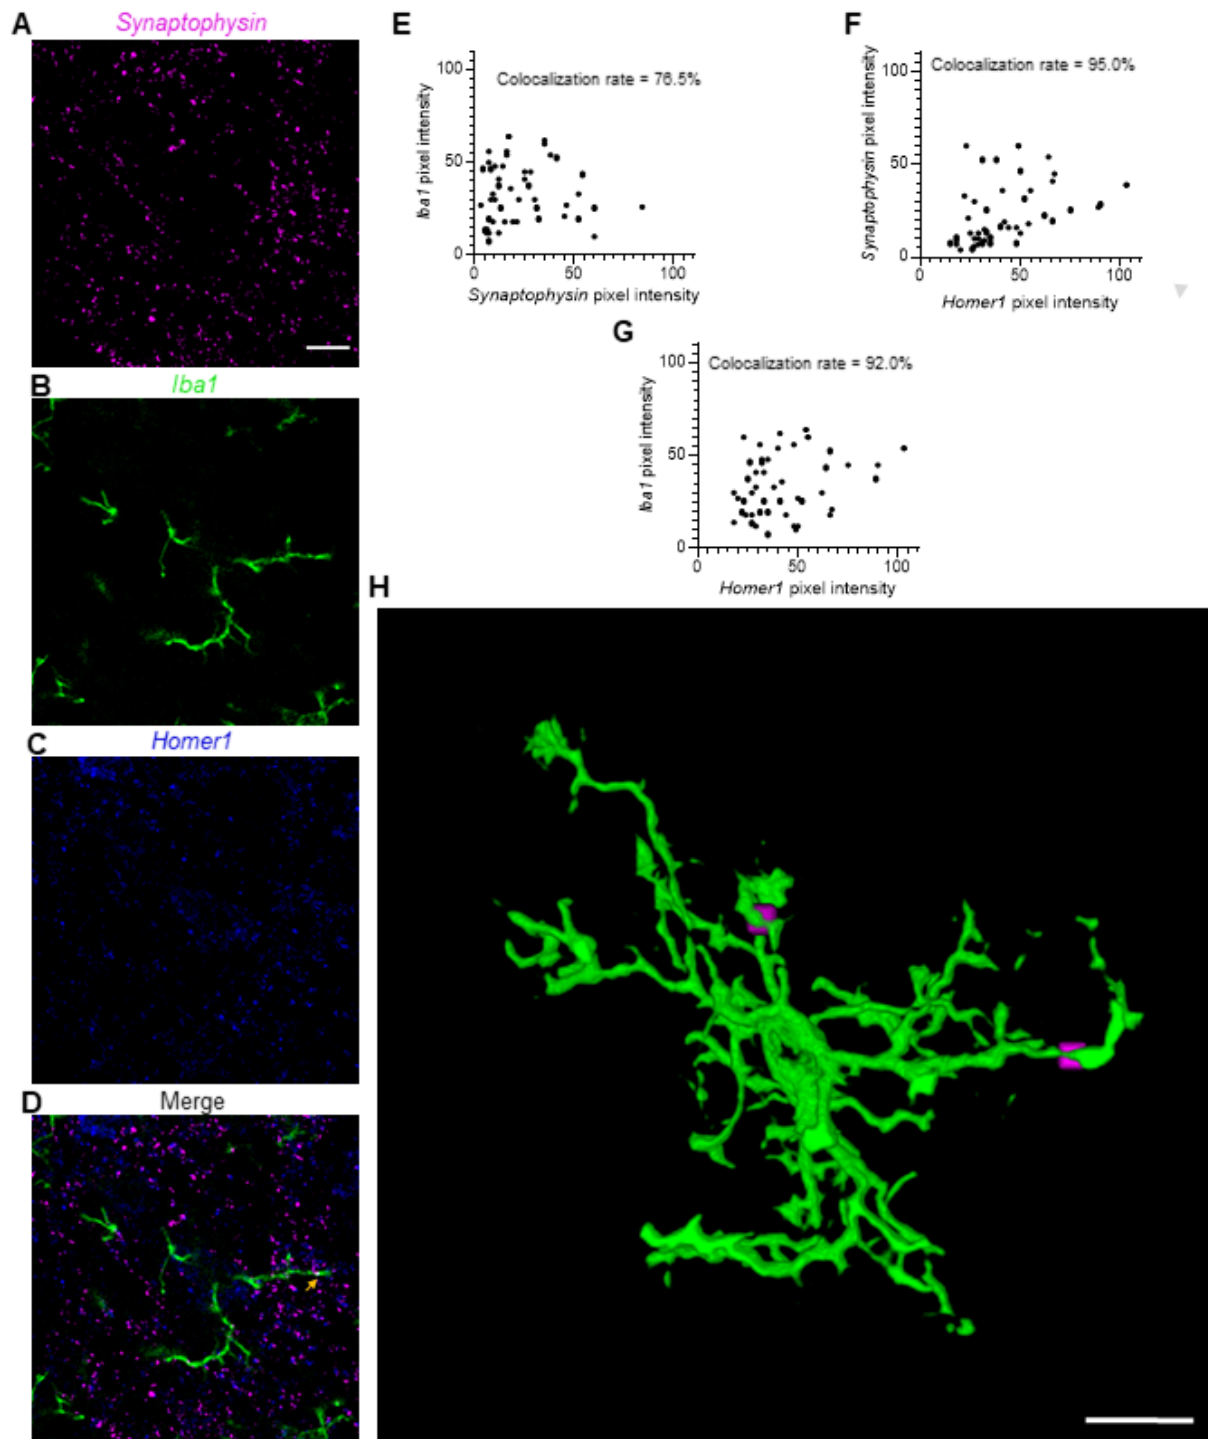 A
Synaptophysin
B
Iba1
C
Homer1
D
Merge
E
Colocalization rate = 76.5%
Iba1 pixel intensity
100
50
0
0
50
100
Synaptophysin pixel intensity
F
Colocalization rate = 95.0%
Synaptophysin pixel intensity
100
50
0
0
50
100
Homer1 pixel intensity
G
Colocalization rate = 92.0%
Iba1 pixel intensity
100
50
0
0
50
100
Homer1 pixel intensity
H